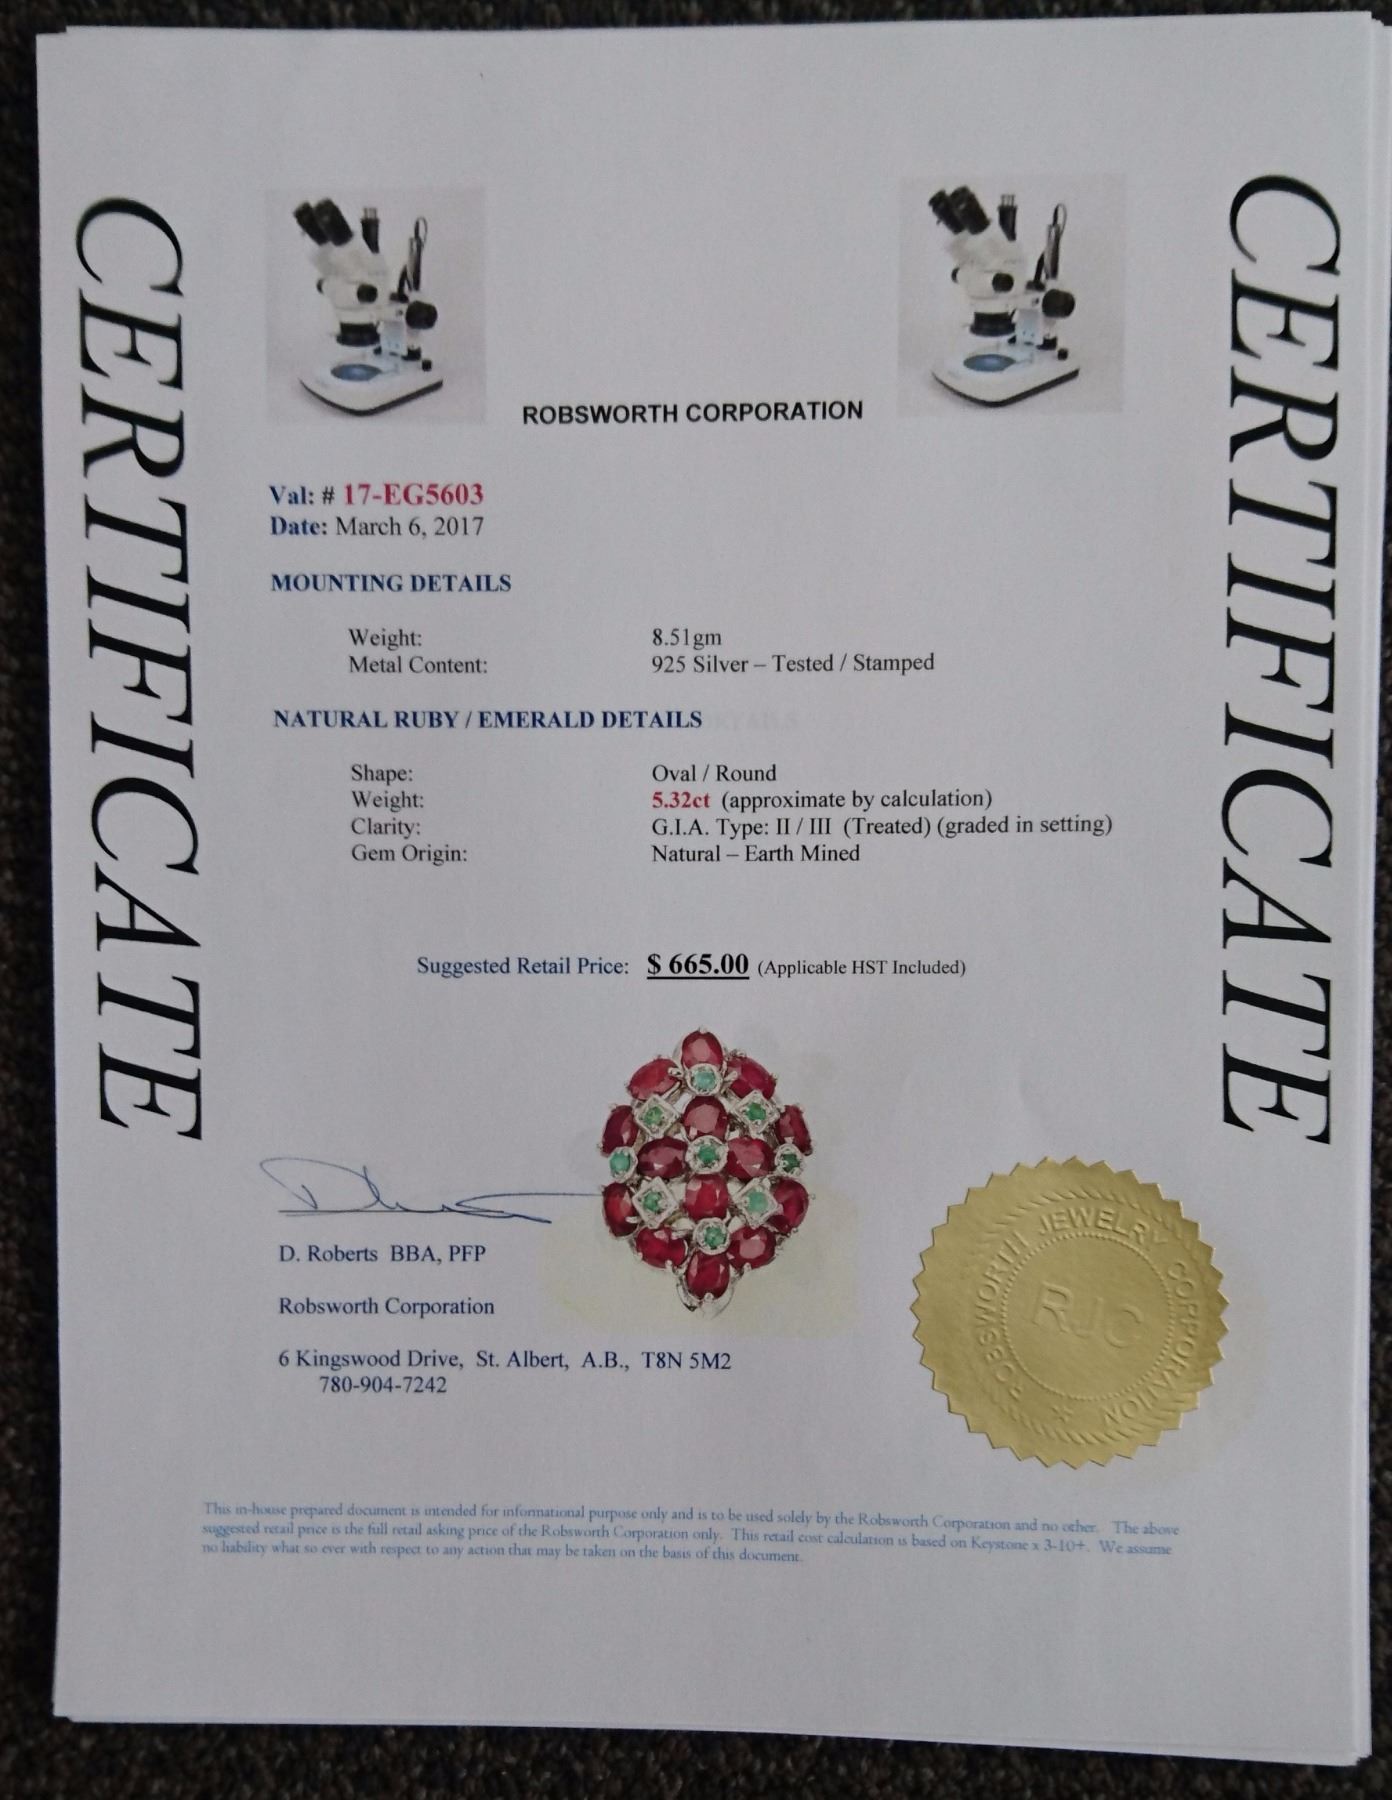 CERTIFICATE
CERTIFICATE
ROBSWORTH CORPORATION
Val: # 17-EG5603
Date: March 6, 2017
MOUNTING DETAILS
Weight: 8.51gm
Metal Content: 925 Silver – Tested / Stamped
NATURAL RUBY / EMERALD DETAILS
Shape: Oval / Round
Weight: 5.32ct (approximate by calculation)
Clarity: G.I.A. Type: II / III (Treated) (graded in setting)
Gem Origin: Natural – Earth Mined
Suggested Retail Price: $ 665.00 (Applicable HST Included)
D. Roberts BBA, PFP
Robsworth Corporation
6 Kingswood Drive, St. Albert, A.B., T8N 5M2
780-904-7242
ROBSWORTH JEWELRY CORPORATION
RJC
This in-house prepared document is intended for informational purpose only and is to be used solely by the Robsworth Corporation and no other. The above
suggested retail price is the full retail asking price of the Robsworth Corporation only. This retail cost calculation is based on Keystone x 3-10+. We assume
no liability what so ever with respect to any action that may be taken on the basis of this document.